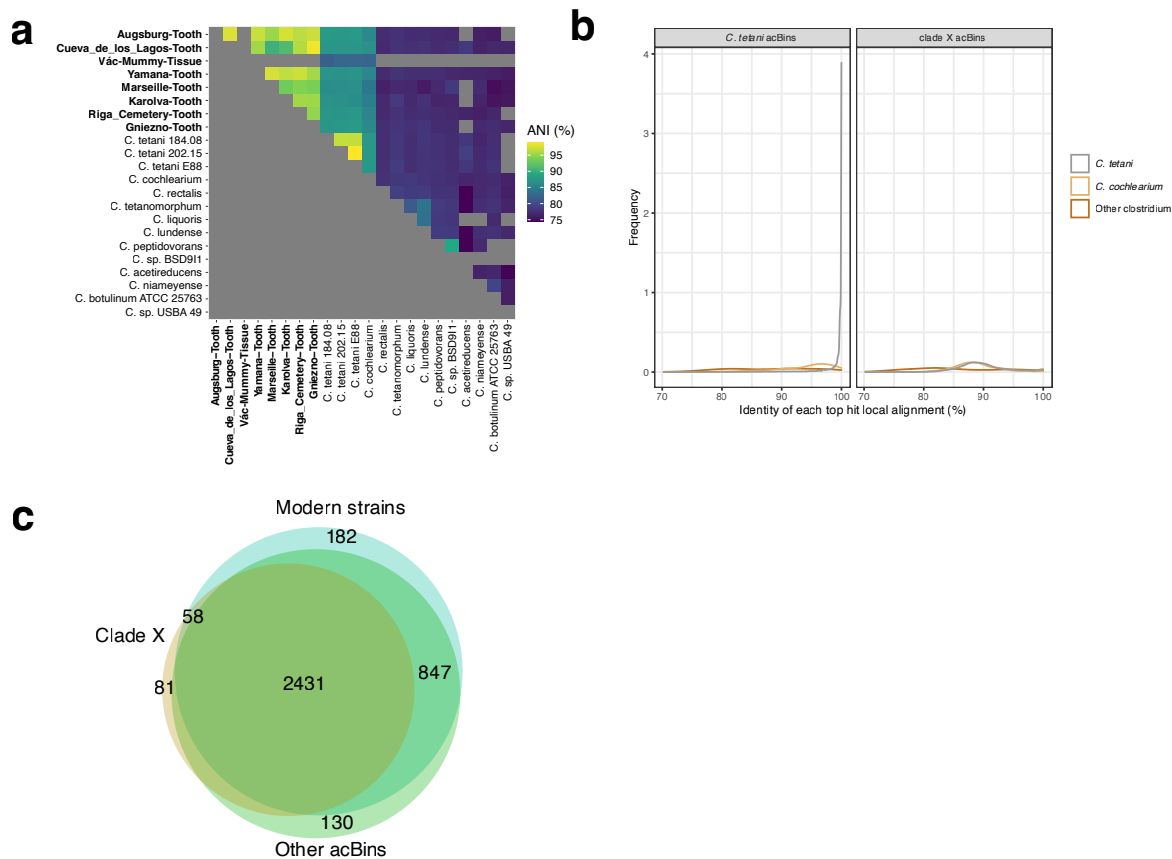 a
Augsburg-Tooth
Cueva_de_los_Lagos-Tooth
Vác-Mummy-Tissue
Yamana-Tooth
Marseille-Tooth
Karolva-Tooth
Riga_Cemetery-Tooth
Gniezno-Tooth
C. tetani 184.08
C. tetani 202.15
C. tetani E88
C. cochlearium
C. rectalis
C. tetanomorphum
C. liquoris
C. lundense
C. peptidovorans
C. sp. BSD9I1
C. acetireducens
C. niameyense
C. botulinum ATCC 25763
C. sp. USBA 49
Augsburg-Tooth
Cueva_de_los_Lagos-Tooth
Vác-Mummy-Tissue
Yamana-Tooth
Marseille-Tooth
Karolva-Tooth
Riga_Cemetery-Tooth
Gniezno-Tooth
C. tetani 184.08
C. tetani 202.15
C. tetani E88
C. cochlearium
C. rectalis
C. tetanomorphum
C. liquoris
C. lundense
C. peptidovorans
C. sp. BSD9I1
C. acetireducens
C. niameyense
C. botulinum ATCC 25763
C. sp. USBA 49
ANI (%)
95
90
85
80
75
b
C. tetani acBins
clade X acBins
Frequency
4
3
2
1
0
70 80 90 100
70 80 90 100
Identity of each top hit local alignment (%)
C. tetani
C. cochlearium
Other clostridium
c
Modern strains
182
58
Clade X
847
81
2431
130
Other acBins